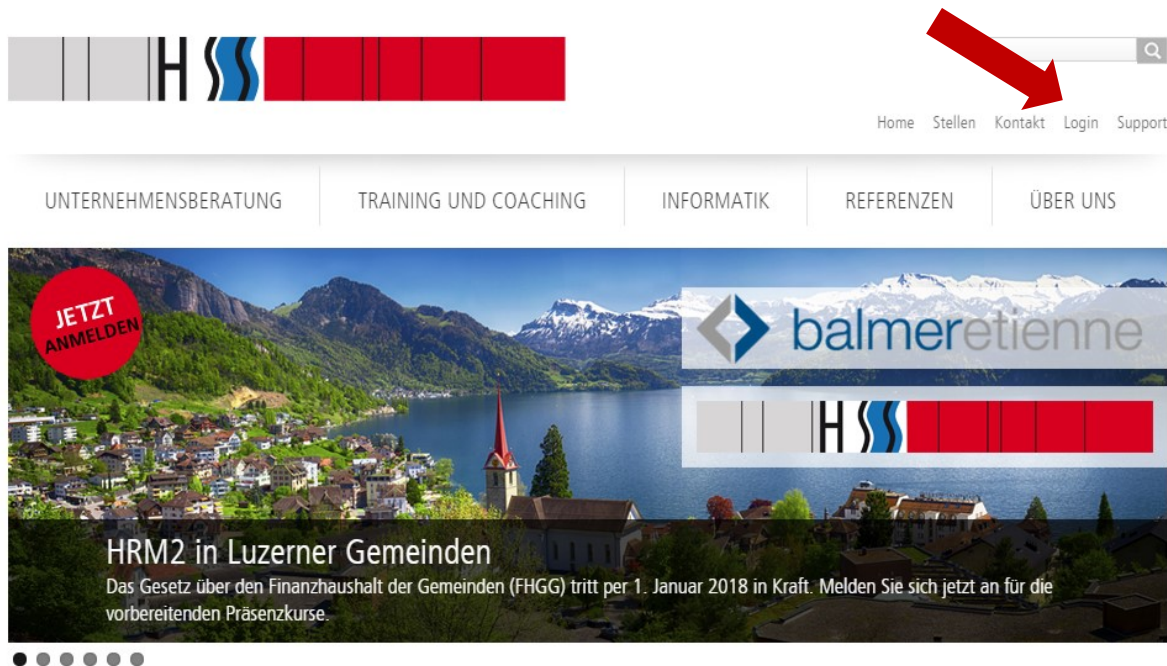 HSS
Home Stellen Kontakt Login Support
UNTERNEHMENSBERATUNG TRAINING UND COACHING INFORMATIK REFERENZEN ÜBER UNS
JETZT
ANMELDEN
balmeretienne
HSS
HRM2 in Luzerner Gemeinden
Das Gesetz über den Finanzhaushalt der Gemeinden (FHGG) tritt per 1. Januar 2018 in Kraft. Melden Sie sich jetzt an für die
vorbereitenden Präsenzkurse.